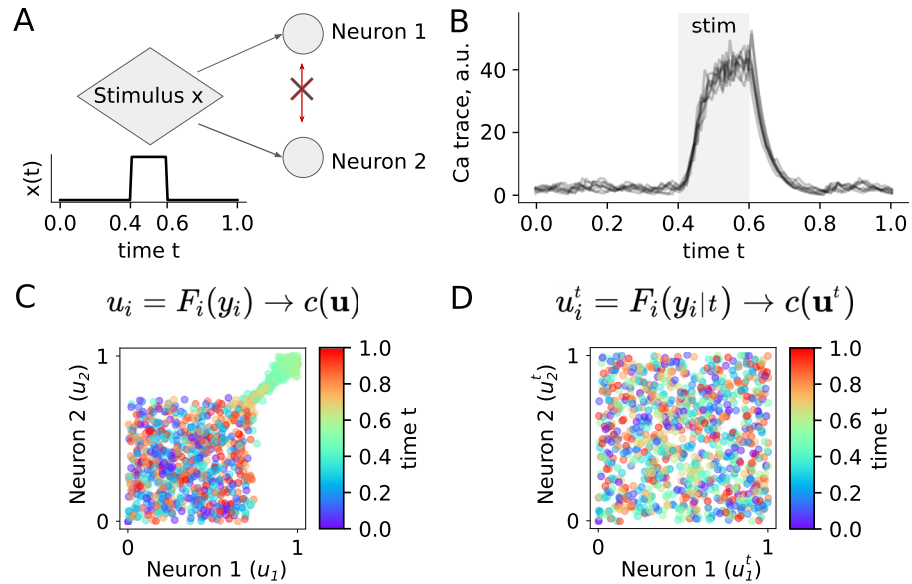 A
Neuron 1
Stimulus x
Neuron 2
x(t)
0.0 0.4 0.6 1.0
time t
B
stim
Ca trace, a.u.
40
20
0
0.0 0.2 0.4 0.6 0.8 1.0
time t
C
u_i = F_i(y_i) → c(𝐮)
Neuron 2 (u_2)
1
0
0 1
Neuron 1 (u_1)
1.0
0.8
0.6
0.4
0.2
0.0
time t
D
u_i^t = F_i(y_i|t) → c(𝐮^t)
Neuron 2 (u_2^t)
1
0
0 1
Neuron 1 (u_1^t)
1.0
0.8
0.6
0.4
0.2
0.0
time t